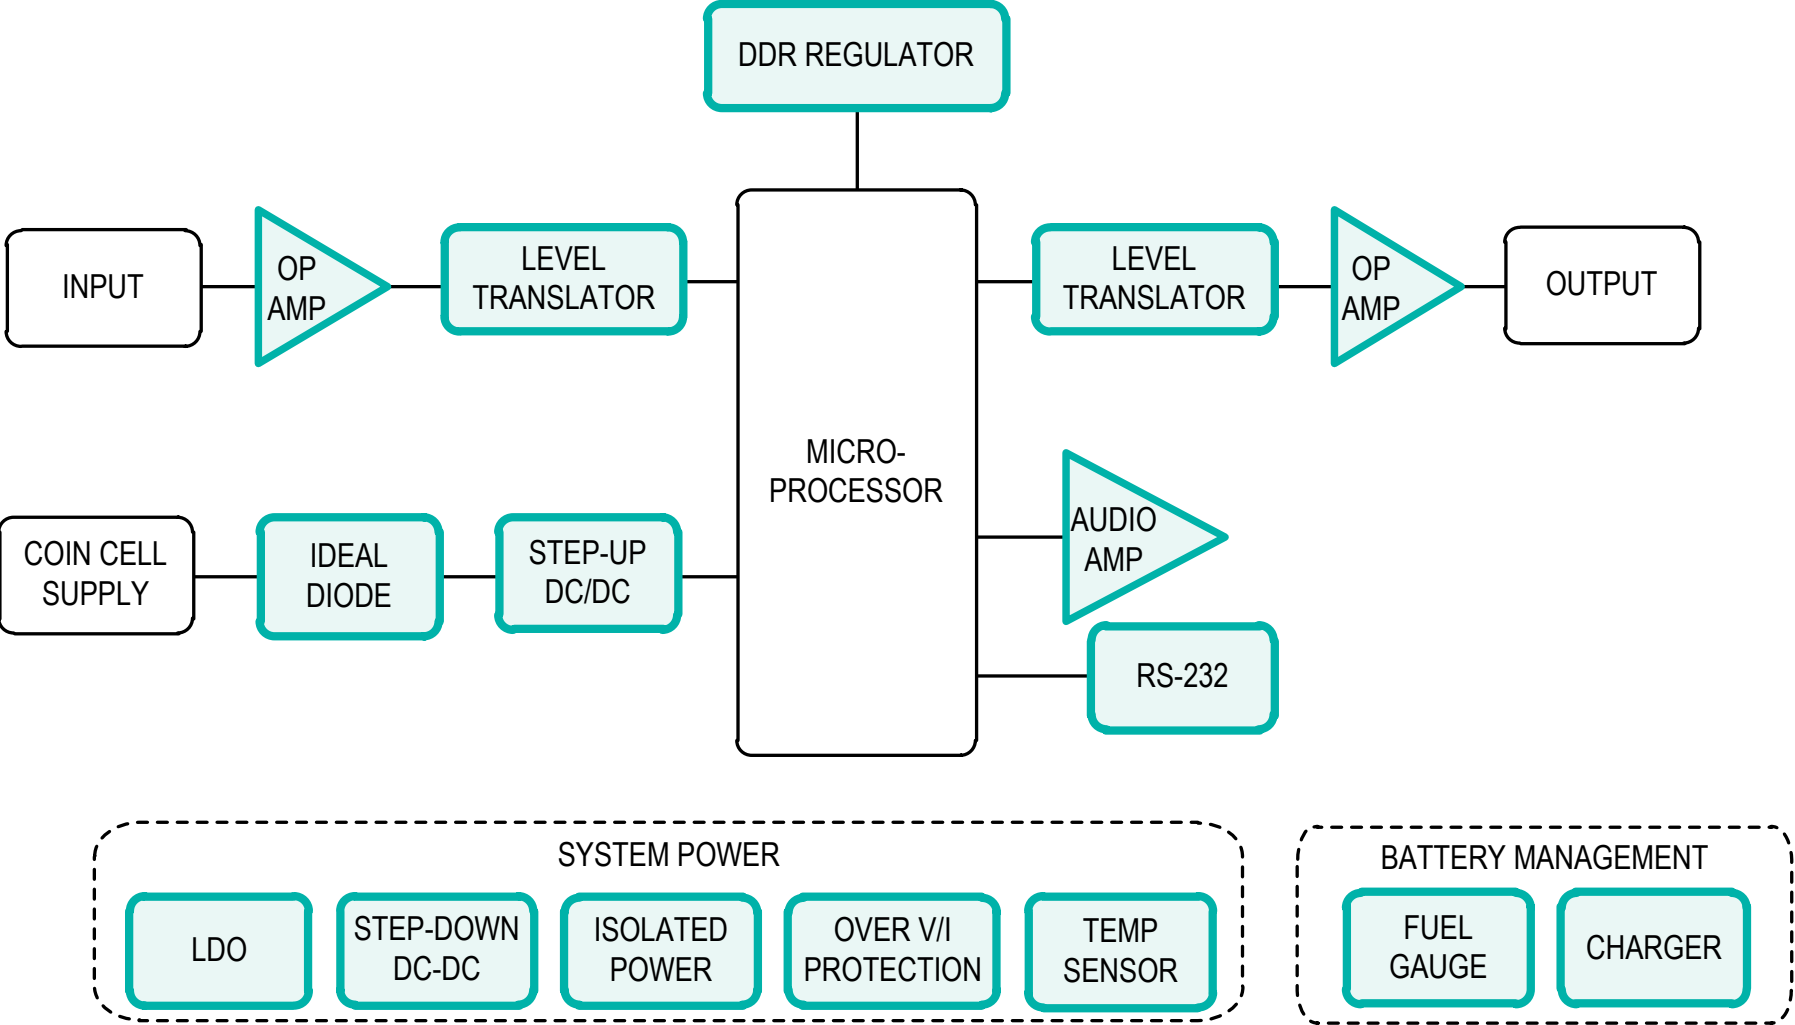 DDR REGULATOR
INPUT
OP
AMP
LEVEL
TRANSLATOR
LEVEL
TRANSLATOR
OP
AMP
OUTPUT
MICRO-
PROCESSOR
COIN CELL
SUPPLY
IDEAL
DIODE
STEP-UP
DC/DC
AUDIO
AMP
RS-232
SYSTEM POWER
LDO
STEP-DOWN
DC-DC
ISOLATED
POWER
OVER V/I
PROTECTION
TEMP
SENSOR
BATTERY MANAGEMENT
FUEL
GAUGE
CHARGER